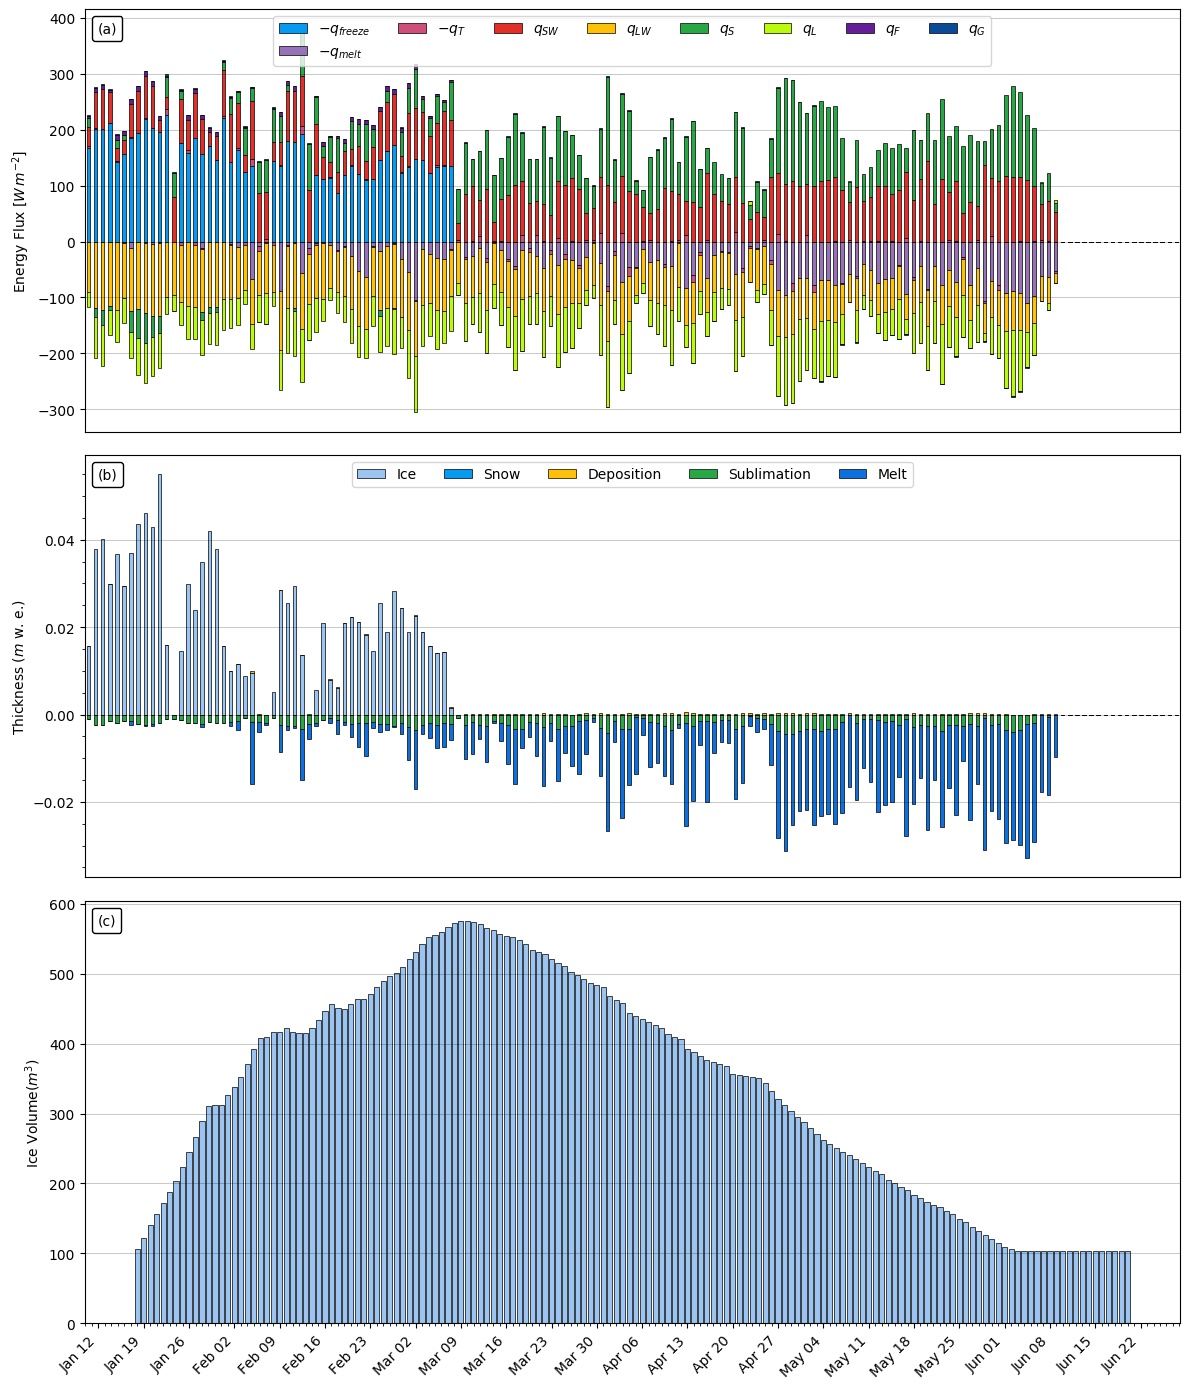 (a)
−q_freeze −q_T q_SW q_LW q_S q_L q_F q_G
−q_melt
400
300
200
100
0
−100
−200
−300
Energy Flux [W m⁻²]
(b)
Ice Snow Deposition Sublimation Melt
0.04
0.02
0.00
−0.02
Thickness (m w. e.)
(c)
600
500
400
300
200
100
0
Ice Volume(m³)
Jan 12 Jan 19 Jan 26 Feb 02 Feb 09 Feb 16 Feb 23 Mar 02 Mar 09 Mar 16 Mar 23 Mar 30 Apr 06 Apr 13 Apr 20 Apr 27 May 04 May 11 May 18 May 25 Jun 01 Jun 08 Jun 15 Jun 22